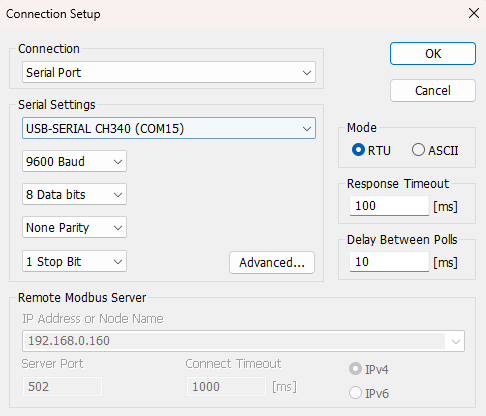 Connection Setup
Connection
Serial Port
OK
Cancel
Serial Settings
USB-SERIAL CH340 (COM15)
9600 Baud
8 Data bits
None Parity
1 Stop Bit
Advanced...
Mode
RTU
ASCII
Response Timeout
100 [ms]
Delay Between Polls
10 [ms]
Remote Modbus Server
IP Address or Node Name
192.168.0.160
Server Port
502
Connect Timeout
1000 [ms]
IPv4
IPv6